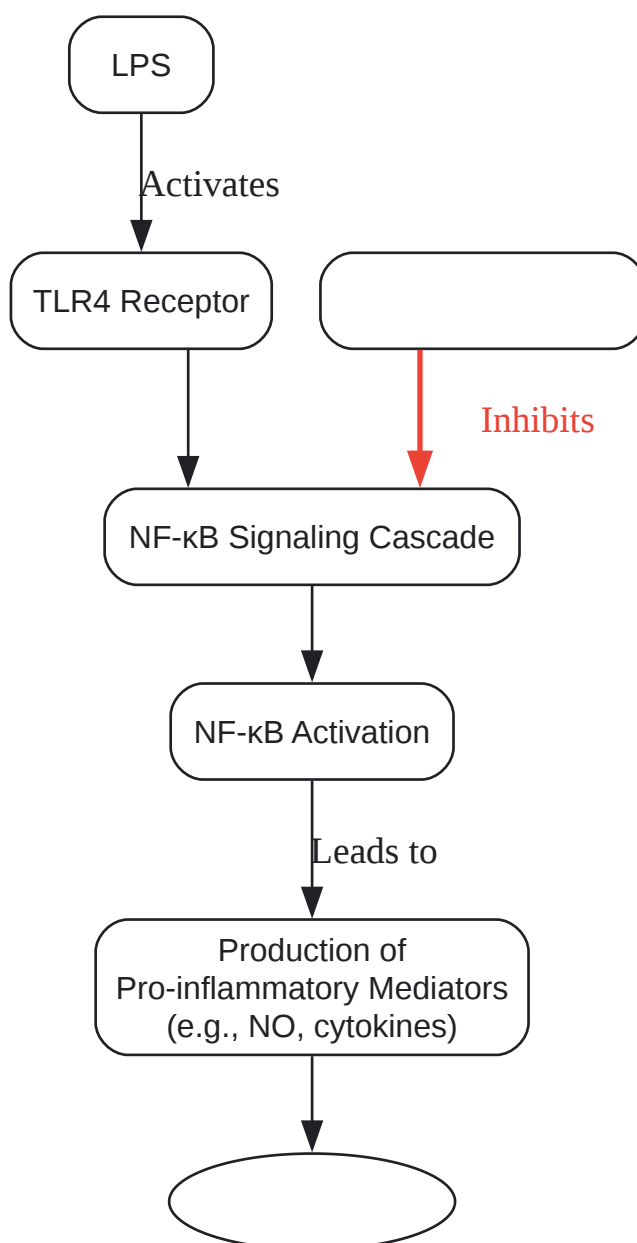 LPS
Activates
TLR4 Receptor
Inhibits
NF-κB Signaling Cascade
NF-κB Activation
Leads to
Production of
Pro-inflammatory Mediators
(e.g., NO, cytokines)